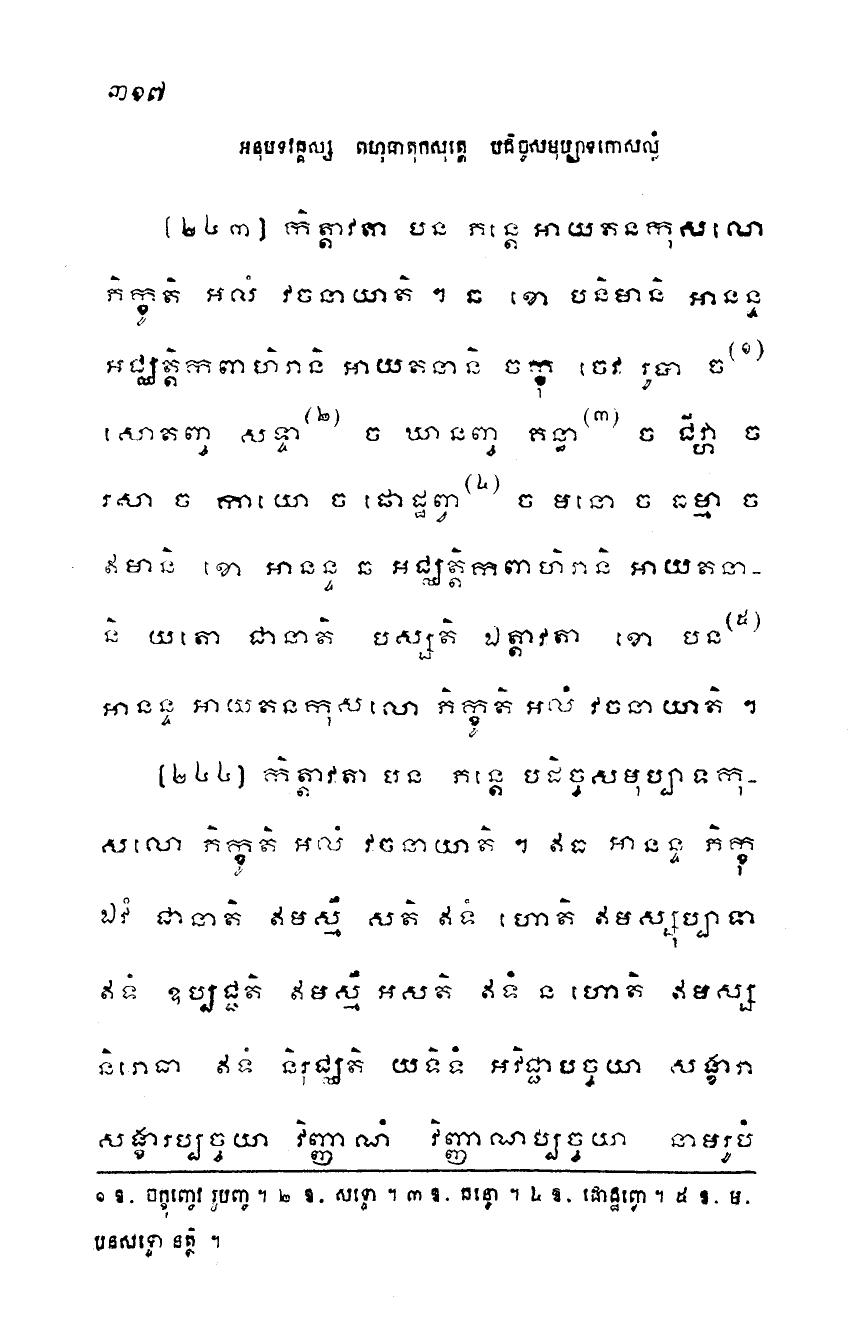 ៣១៧
អនុបទវគ្គស្ស ពហុធាតុកសុត្តេ បដិច្ចសមុប្បាទកោសល្លំ
[២៤៣] កិត្តាវតា បន ភន្តេ អាយតនកុសលោ
ភិក្ខូតិ អលំ វចនាយាតិ ។ ឆ ខោ បនិមានិ អានន្ទ
អជ្ឈត្តិកពាហិរានិ អាយតនានិ ចក្ខុ ចេវ រូបា ច(១)
សោតញ្ច សទ្ទា(២) ច ឃានញ្ច គន្ធា(៣) ច ជិវ្ហា ច
រសា ច កាយោ ច ផោដ្ឋព្វា(៤) ច មនោ ច ធម្មា ច
ឥមានិ ខោ អានន្ទ ឆ អជ្ឈត្តិកពាហិរានិ អាយតនា-
និ យតោ ជានាតិ បស្សតិ ឯត្តាវតា ខោ បន(៥)
អានន្ទ អាយតនកុសលោ ភិក្ខូតិ អលំ វចនាយាតិ ។
[២៤៤] កិត្តាវតា បន ភន្តេ បដិច្ចសមុប្បាទកុ-
សលោ ភិក្ខូតិ អលំ វចនាយាតិ ។ ឥធ អានន្ទ ភិក្ខុ
ឯវំ ជានាតិ ឥមស្មឹ សតិ ឥទំ ហោតិ ឥមស្សុប្បាទា
ឥទំ ឧប្បជ្ជតិ ឥមស្មឹ អសតិ ឥទំ ន ហោតិ ឥមស្ស
និរោធា ឥទំ និរុជ្ឈតិ យទិទំ អវិជ្ជាបច្ចយា សង្ខារា
សង្ខារប្បច្ចយា វិញ្ញាណំ វិញ្ញាណប្បច្ចយា នាមរូបំ
១ ឱ. ចក្ខុញ្ចេវ រូបញ្ច ។ ២ ឱ. សទ្ទោ ។ ៣ ឱ. គន្ធោ ។ ៤ ឱ. ផោដ្ឋព្វោ ។ ៥ ឱ. ម.
បនសទ្ទោ នត្ថិ ។